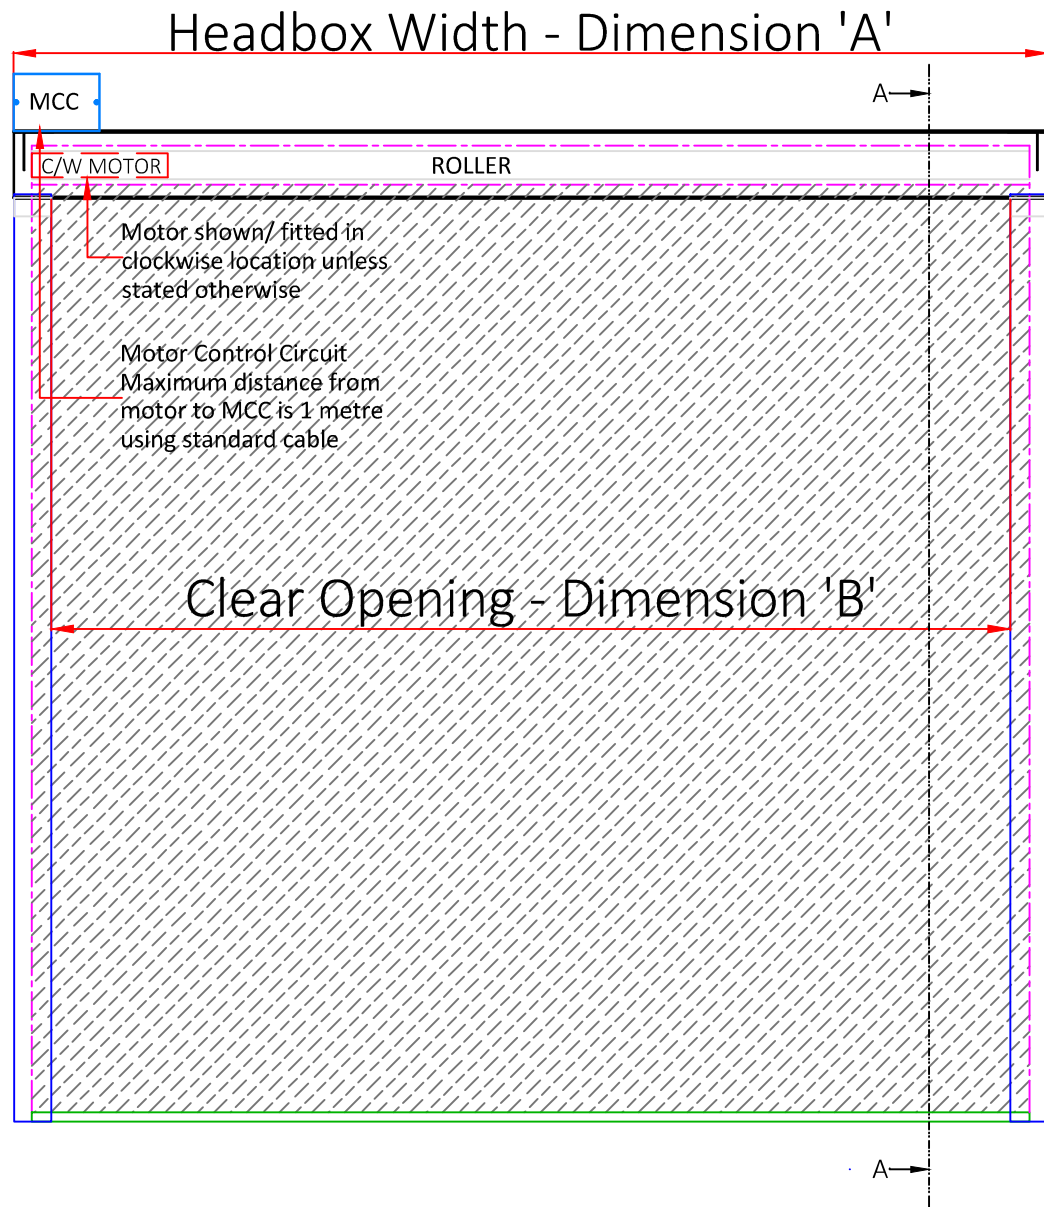 Headbox Width - Dimension 'A'
MCC
A
C/W MOTOR
ROLLER
Motor shown/ fitted in
clockwise location unless
stated otherwise
Motor Control Circuit
Maximum distance from
motor to MCC is 1 metre
using standard cable
Clear Opening - Dimension 'B'
A